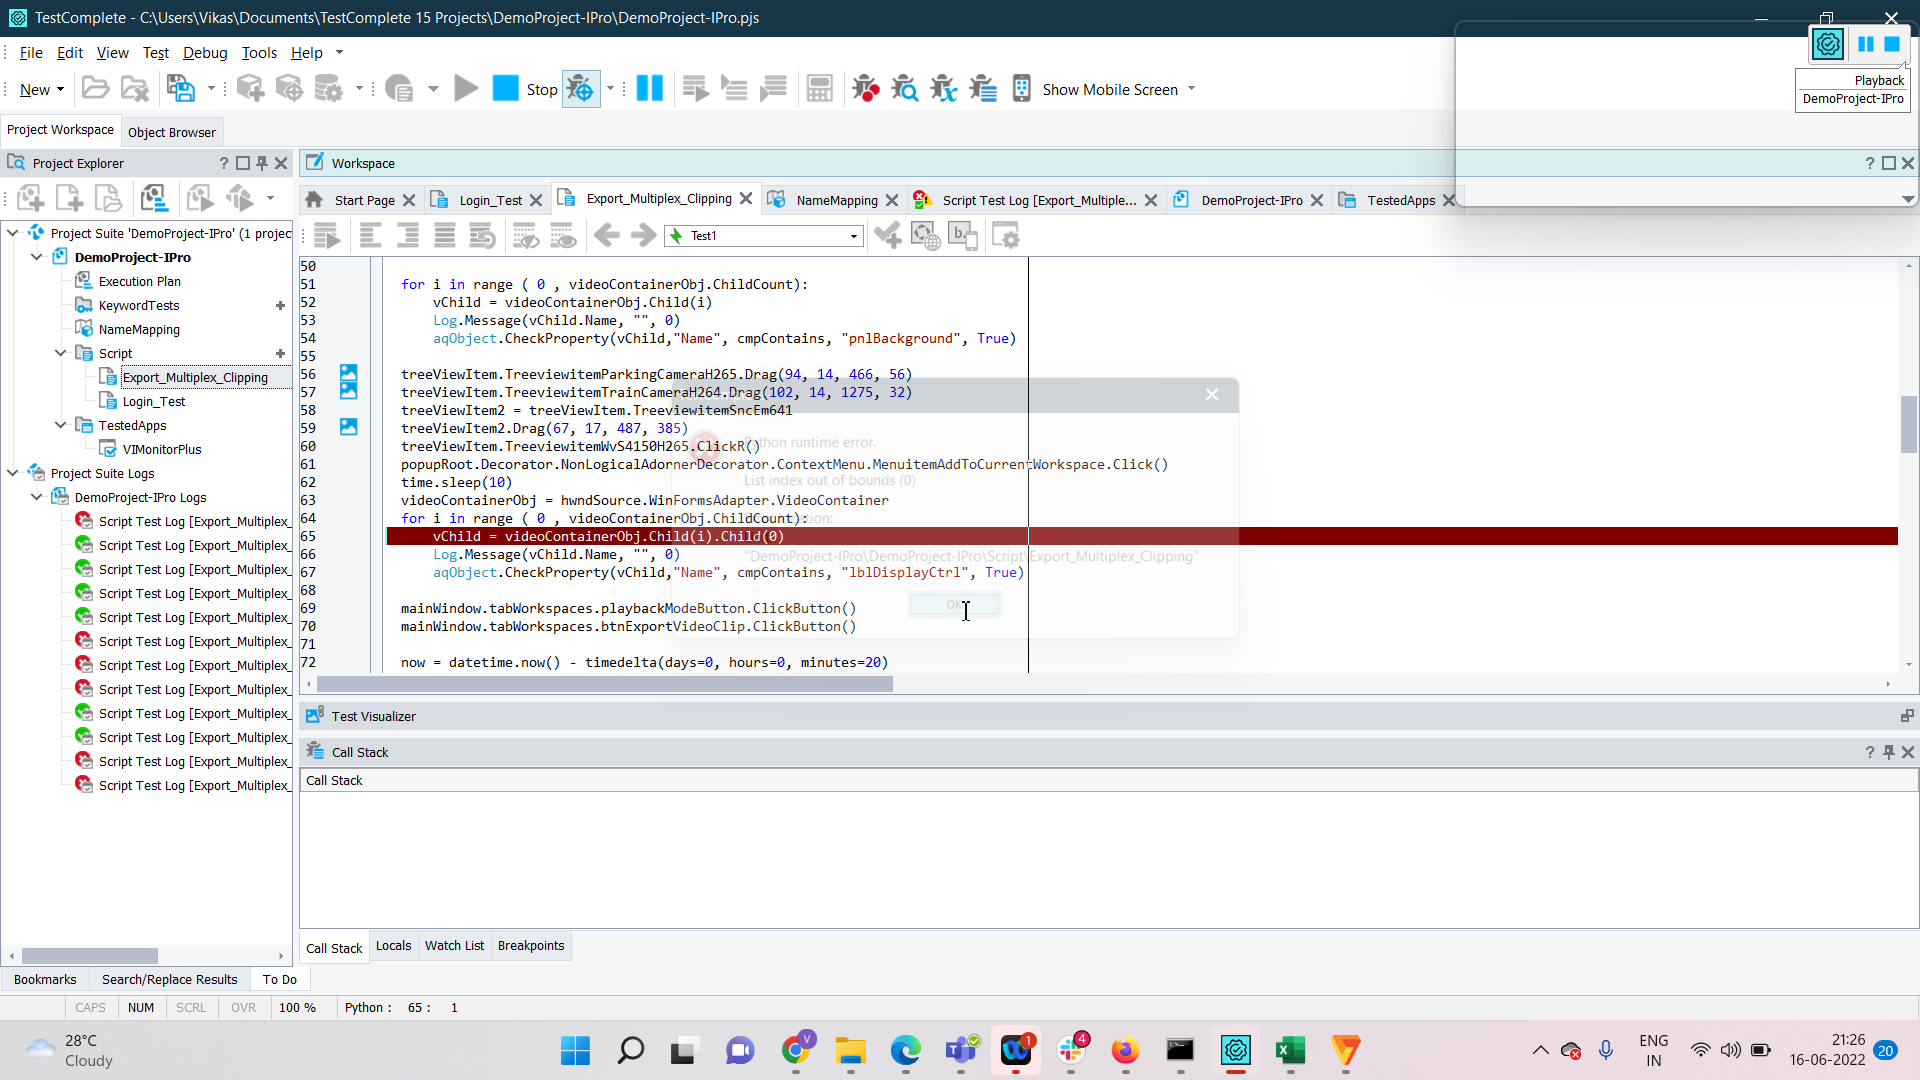 TestComplete - C:\Users\Vikas\Documents\TestComplete 15 Projects\DemoProject-IPro\DemoProject-IPro.pjs
File Edit View Test Debug Tools Help
New Stop Show Mobile Screen
Playback
DemoProject-IPro
Project Workspace Object Browser
Project Explorer
Workspace
Start Page Login_Test Export_Multiplex_Clipping NameMapping Script Test Log [Export_Multiple... DemoProject-IPro TestedApps
Test1
Project Suite 'DemoProject-IPro' (1 projec
DemoProject-IPro
Execution Plan
KeywordTests
NameMapping
Script
Export_Multiplex_Clipping
Login_Test
TestedApps
VIMonitorPlus
Project Suite Logs
DemoProject-IPro Logs
Script Test Log [Export_Multiplex_
Script Test Log [Export_Multiplex_
Script Test Log [Export_Multiplex_
Script Test Log [Export_Multiplex_
Script Test Log [Export_Multiplex_
Script Test Log [Export_Multiplex_
Script Test Log [Export_Multiplex_
Script Test Log [Export_Multiplex_
Script Test Log [Export_Multiplex_
Script Test Log [Export_Multiplex_
Script Test Log [Export_Multiplex_
Script Test Log [Export_Multiplex_
50
51 for i in range ( 0 , videoContainerObj.ChildCount):
52 vChild = videoContainerObj.Child(i)
53 Log.Message(vChild.Name, "", 0)
54 aqObject.CheckProperty(vChild,"Name", cmpContains, "pnlBackground", True)
55
56 treeViewItem.TreeviewitemParkingCameraH265.Drag(94, 14, 466, 56)
57 treeViewItem.TreeviewitemTrainCameraH264.Drag(102, 14, 1275, 32)
58 treeViewItem2 = treeViewItem.TreeviewitemSncEm641
59 treeViewItem2.Drag(67, 17, 487, 385)
60 treeViewItem.TreeviewitemWvS4150H265.ClickR()
61 popupRoot.Decorator.NonLogicalAdornerDecorator.ContextMenu.MenuitemAddToCurrentWorkspace.Click()
62 time.sleep(10)
63 videoContainerObj = hwndSource.WinFormsAdapter.VideoContainer
64 for i in range ( 0 , videoContainerObj.ChildCount):
65 vChild = videoContainerObj.Child(i).Child(0)
66 Log.Message(vChild.Name, "", 0)
67 aqObject.CheckProperty(vChild,"Name", cmpContains, "lblDisplayCtrl", True)
68
69 mainWindow.tabWorkspaces.playbackModeButton.ClickButton()
70 mainWindow.tabWorkspaces.btnExportVideoClip.ClickButton()
71
72 now = datetime.now() - timedelta(days=0, hours=0, minutes=20)
Python runtime error.
List index out of bounds (0)
"DemoProject-IPro\DemoProject-IPro\Script\Export_Multiplex_Clipping"
OK
Test Visualizer
Call Stack
Call Stack
Call Stack Locals Watch List Breakpoints
Bookmarks Search/Replace Results To Do
CAPS NUM SCRL OVR 100 % Python : 65 : 1
28°C
Cloudy
V
1
4
ENG
IN
21:26
16-06-2022
20